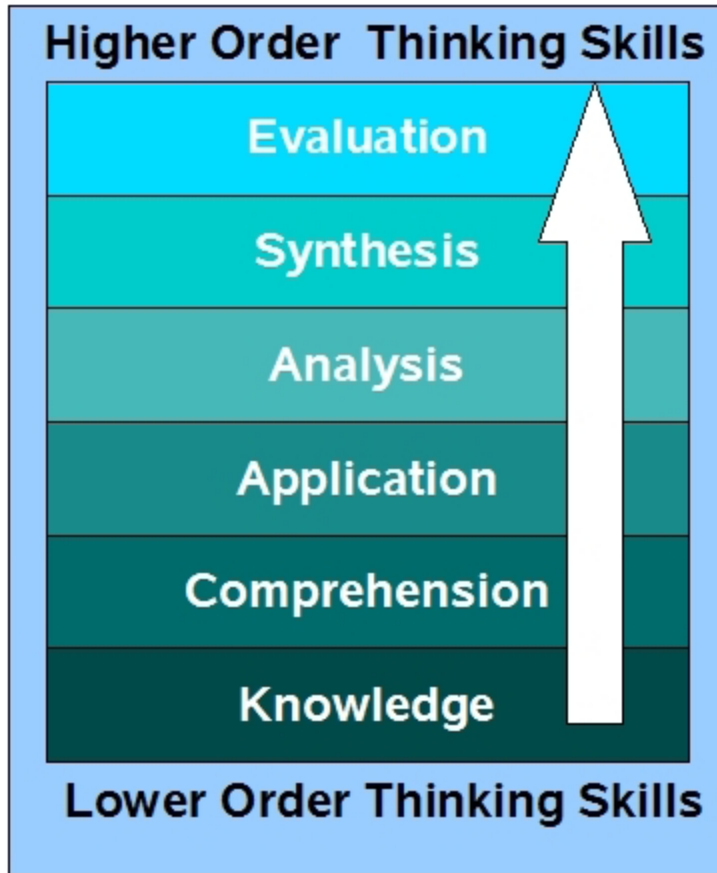 Higher Order Thinking Skills
Evaluation
Synthesis
Analysis
Application
Comprehension
Knowledge
Lower Order Thinking Skills